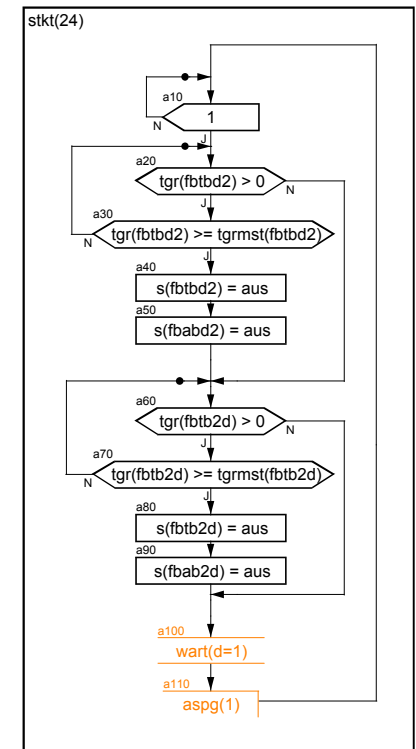 stkt(24)
a10
1
N
J
a20
tgr(fbtbd2) > 0
N
J
a30
tgr(fbtbd2) >= tgrmst(fbtbd2)
N
J
a40
s(fbtbd2) = aus
a50
s(fbabd2) = aus
a60
tgr(fbtb2d) > 0
N
J
a70
tgr(fbtb2d) >= tgrmst(fbtb2d)
N
J
a80
s(fbtb2d) = aus
a90
s(fbab2d) = aus
a100
wart(d=1)
a110
aspg(1)